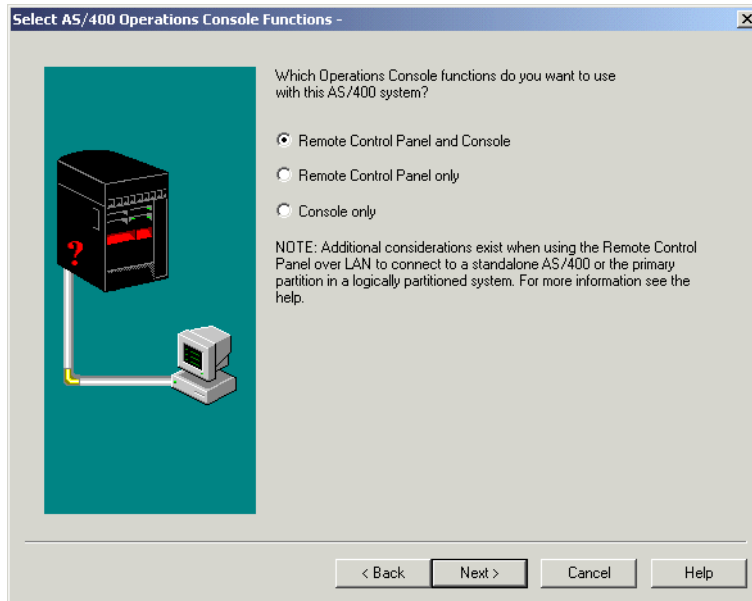 Select AS/400 Operations Console Functions -
Which Operations Console functions do you want to use
with this AS/400 system?
Remote Control Panel and Console
Remote Control Panel only
Console only
NOTE: Additional considerations exist when using the Remote Control
Panel over LAN to connect to a standalone AS/400 or the primary
partition in a logically partitioned system. For more information see the
help.
?
< Back
Next >
Cancel
Help